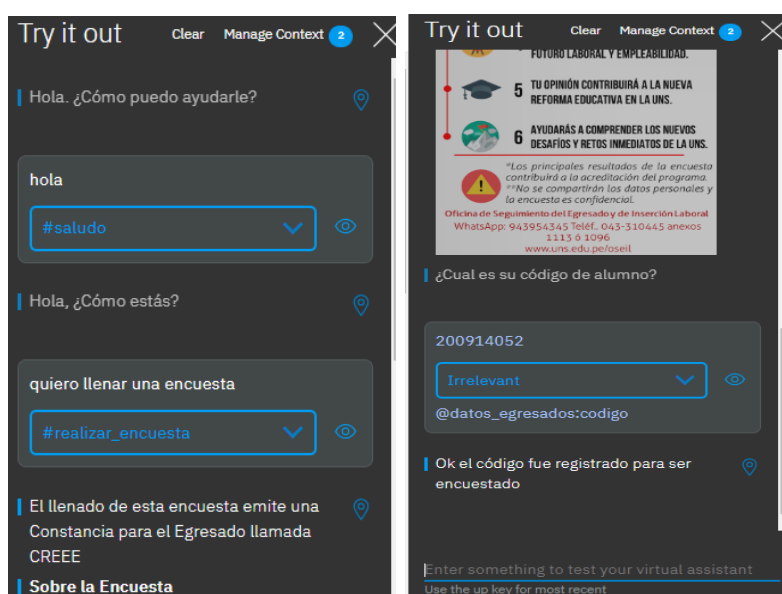 Try it out Clear Manage Context 2
Hola. ¿Cómo puedo ayudarle?
hola
#saludo
Hola, ¿Cómo estás?
quiero llenar una encuesta
#realizar_encuesta
El llenado de esta encuesta emite una
Constancia para el Egresado llamada
CREEE
Sobre la Encuesta
Try it out Clear Manage Context 2
FUTURO LABORAL Y EMPLEABILIDAD.
5 TU OPINIÓN CONTRIBUIRÁ A LA NUEVA
REFORMA EDUCATIVA EN LA UNS.
6 AYUDARÁS A COMPRENDER LOS NUEVOS
DESAFÍOS Y RETOS INMEDIATOS DE LA UNS.
*Los principales resultados de la encuesta
contribuirá a la acreditación del programa.
**No se compartirán los datos personales y
la encuesta es confidencial.
Oficina de Seguimiento del Egresado y de Inserción Laboral
WhatsApp: 943954345 Teléf.. 043-310445 anexos
1113 ó 1096
www.uns.edu.pe/oseil
¿Cual es su código de alumno?
200914052
Irrelevant
@datos_egresados:codigo
Ok el código fue registrado para ser
encuestado
Enter something to test your virtual assistant
Use the up key for most recent